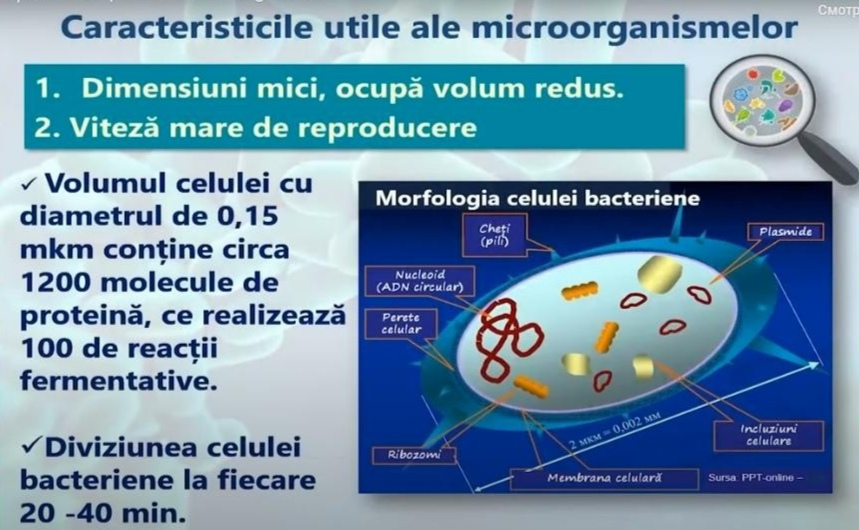 Смотр
Caracteristicile utile ale microorganismelor
1. Dimensiuni mici, ocupă volum redus.
2. Viteză mare de reproducere
✓ Volumul celulei cu
diametrul de 0,15
mkm conține circa
1200 molecule de
proteină, ce realizează
100 de reacții
fermentative.
✓Diviziunea celulei
bacteriene la fiecare
20 -40 min.
Morfologia celulei bacteriene
Cheți
(pili)
Plasmide
Nucleoid
(ADN circular)
Perete
celular
2 мкм = 0,002 мм
Incluziuni
celulare
Ribozomi
Membrana celulară
Sursa: PPT-online –